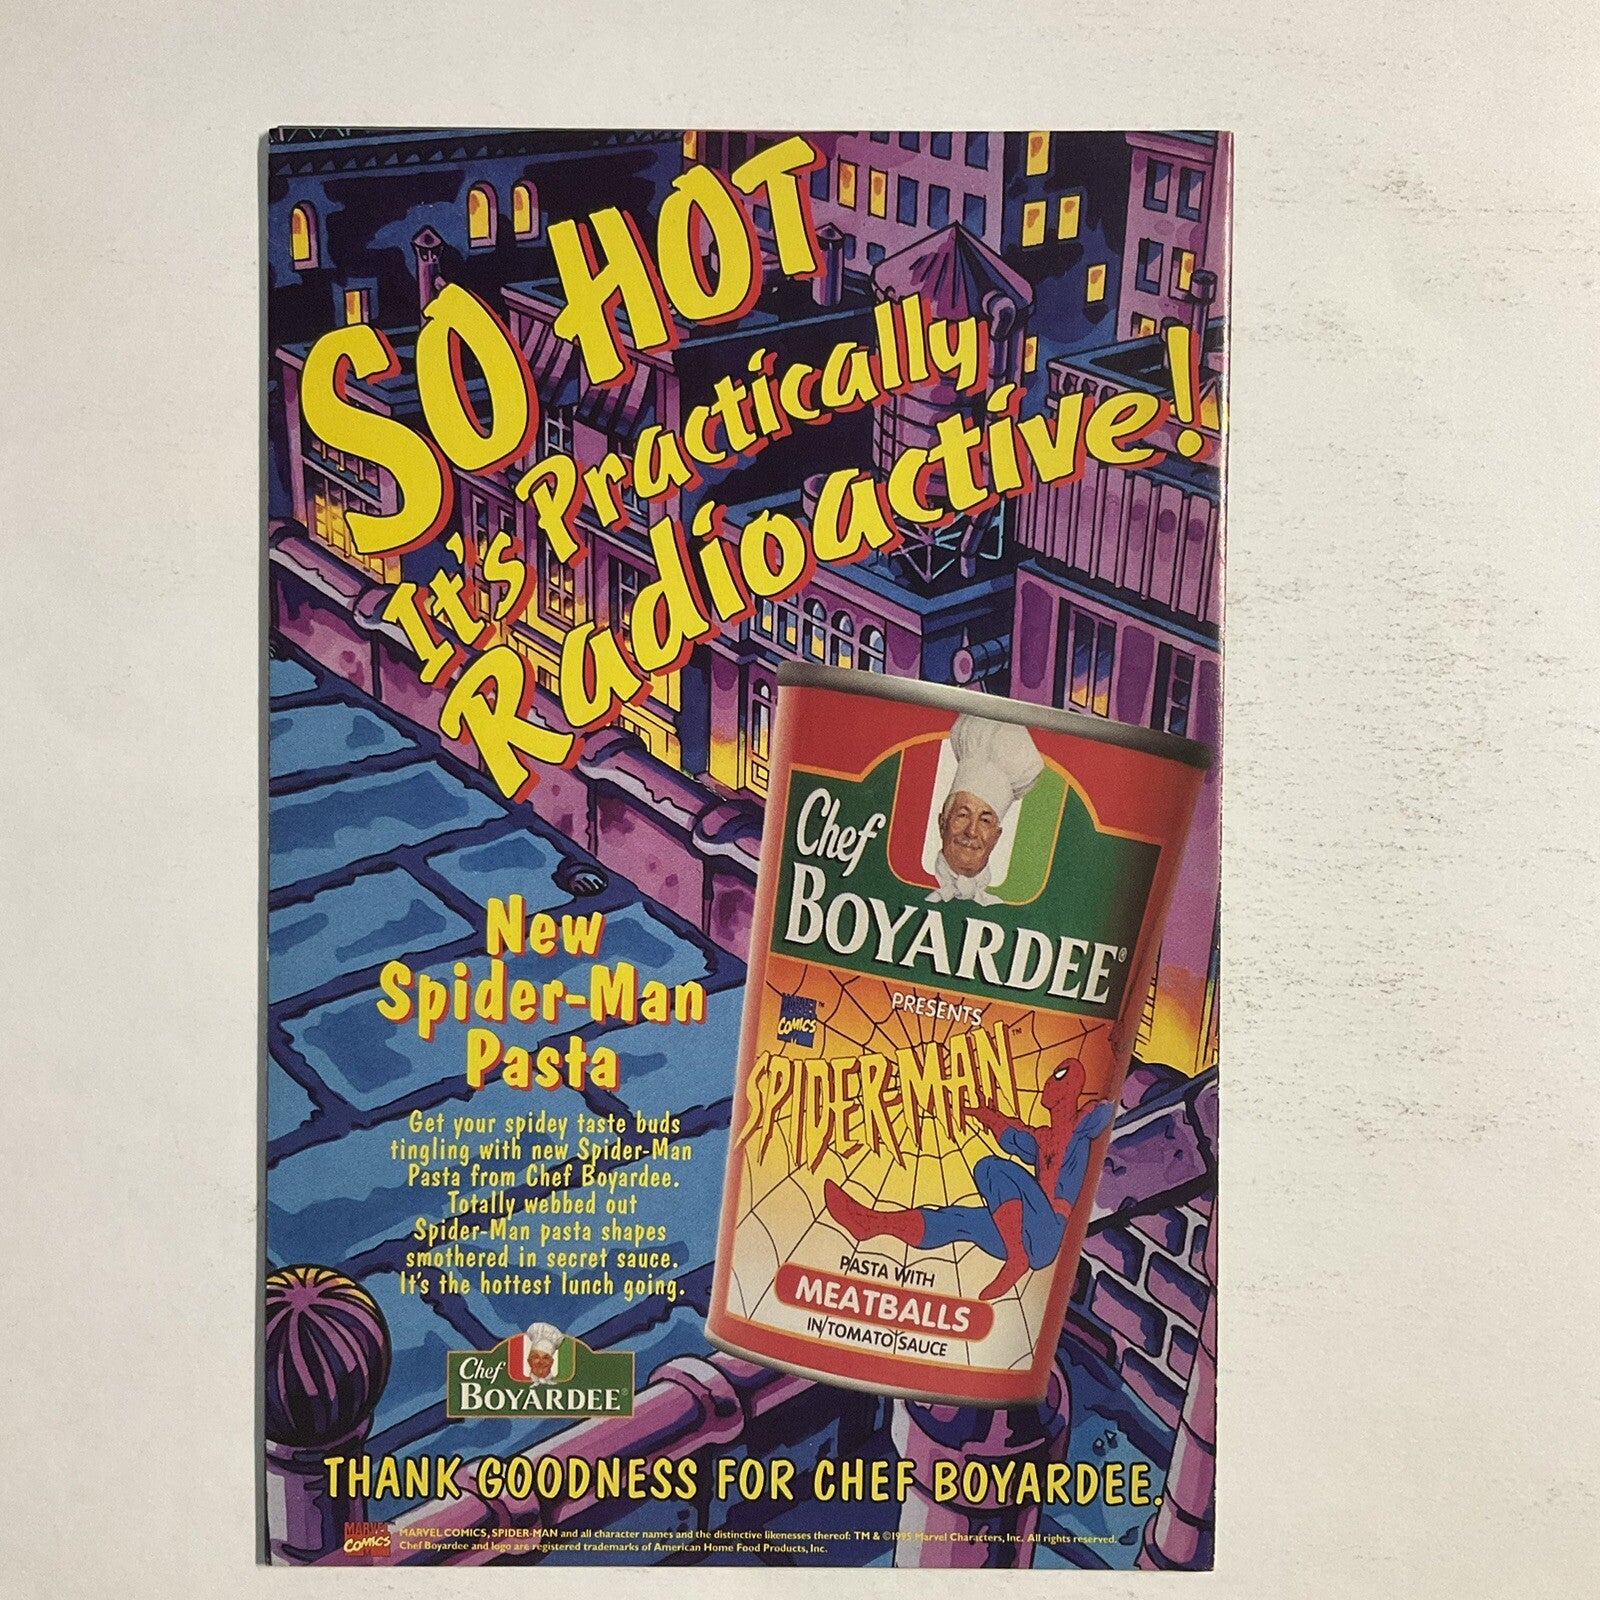 SO HOT
It's Practically
Radioactive!
Chef
BOYARDEE®
PRESENTS
MARVEL™
COMICS
SPIDER-MAN™
PASTA WITH
MEATBALLS
IN TOMATO SAUCE
New
Spider-Man
Pasta
Get your spidey taste buds
tingling with new Spider-Man
Pasta from Chef Boyardee.
Totally webbed out
Spider-Man pasta shapes
smothered in secret sauce.
It's the hottest lunch going.
Chef
BOYÁRDEE®
THANK GOODNESS FOR CHEF BOYARDEE.
MARVEL
COMICS
MARVEL COMICS, SPIDER-MAN and all character names and the distinctive likenesses thereof: TM & ©1995 Marvel Characters, Inc. All rights reserved.
Chef Boyardee and logo are registered trademarks of American Home Food Products, Inc.